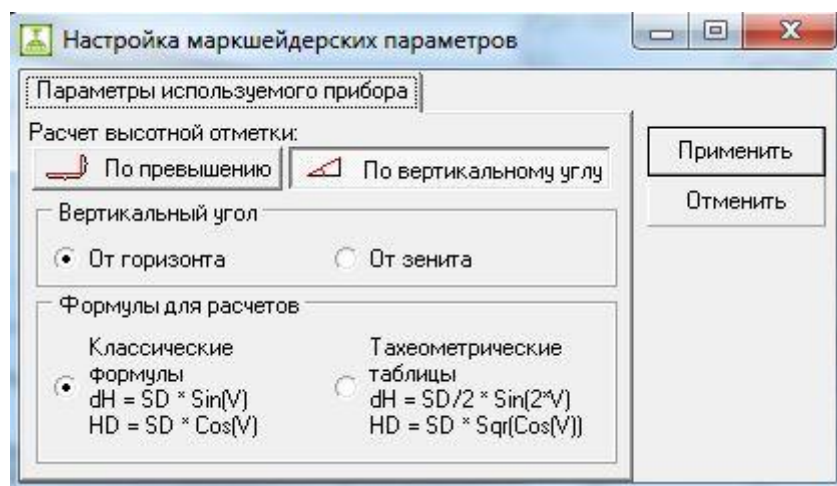 Настройка маркшейдерских параметров
Параметры используемого прибора
Расчет высотной отметки:
По превышению
По вертикальному углу
Применить
Отменить
Вертикальный угол
От горизонта
От зенита
Формулы для расчетов
Классические
формулы
dH = SD * Sin(V)
HD = SD * Cos(V)
Тахеометрические
таблицы
dH = SD/2 * Sin(2*V)
HD = SD * Sqr(Cos(V))